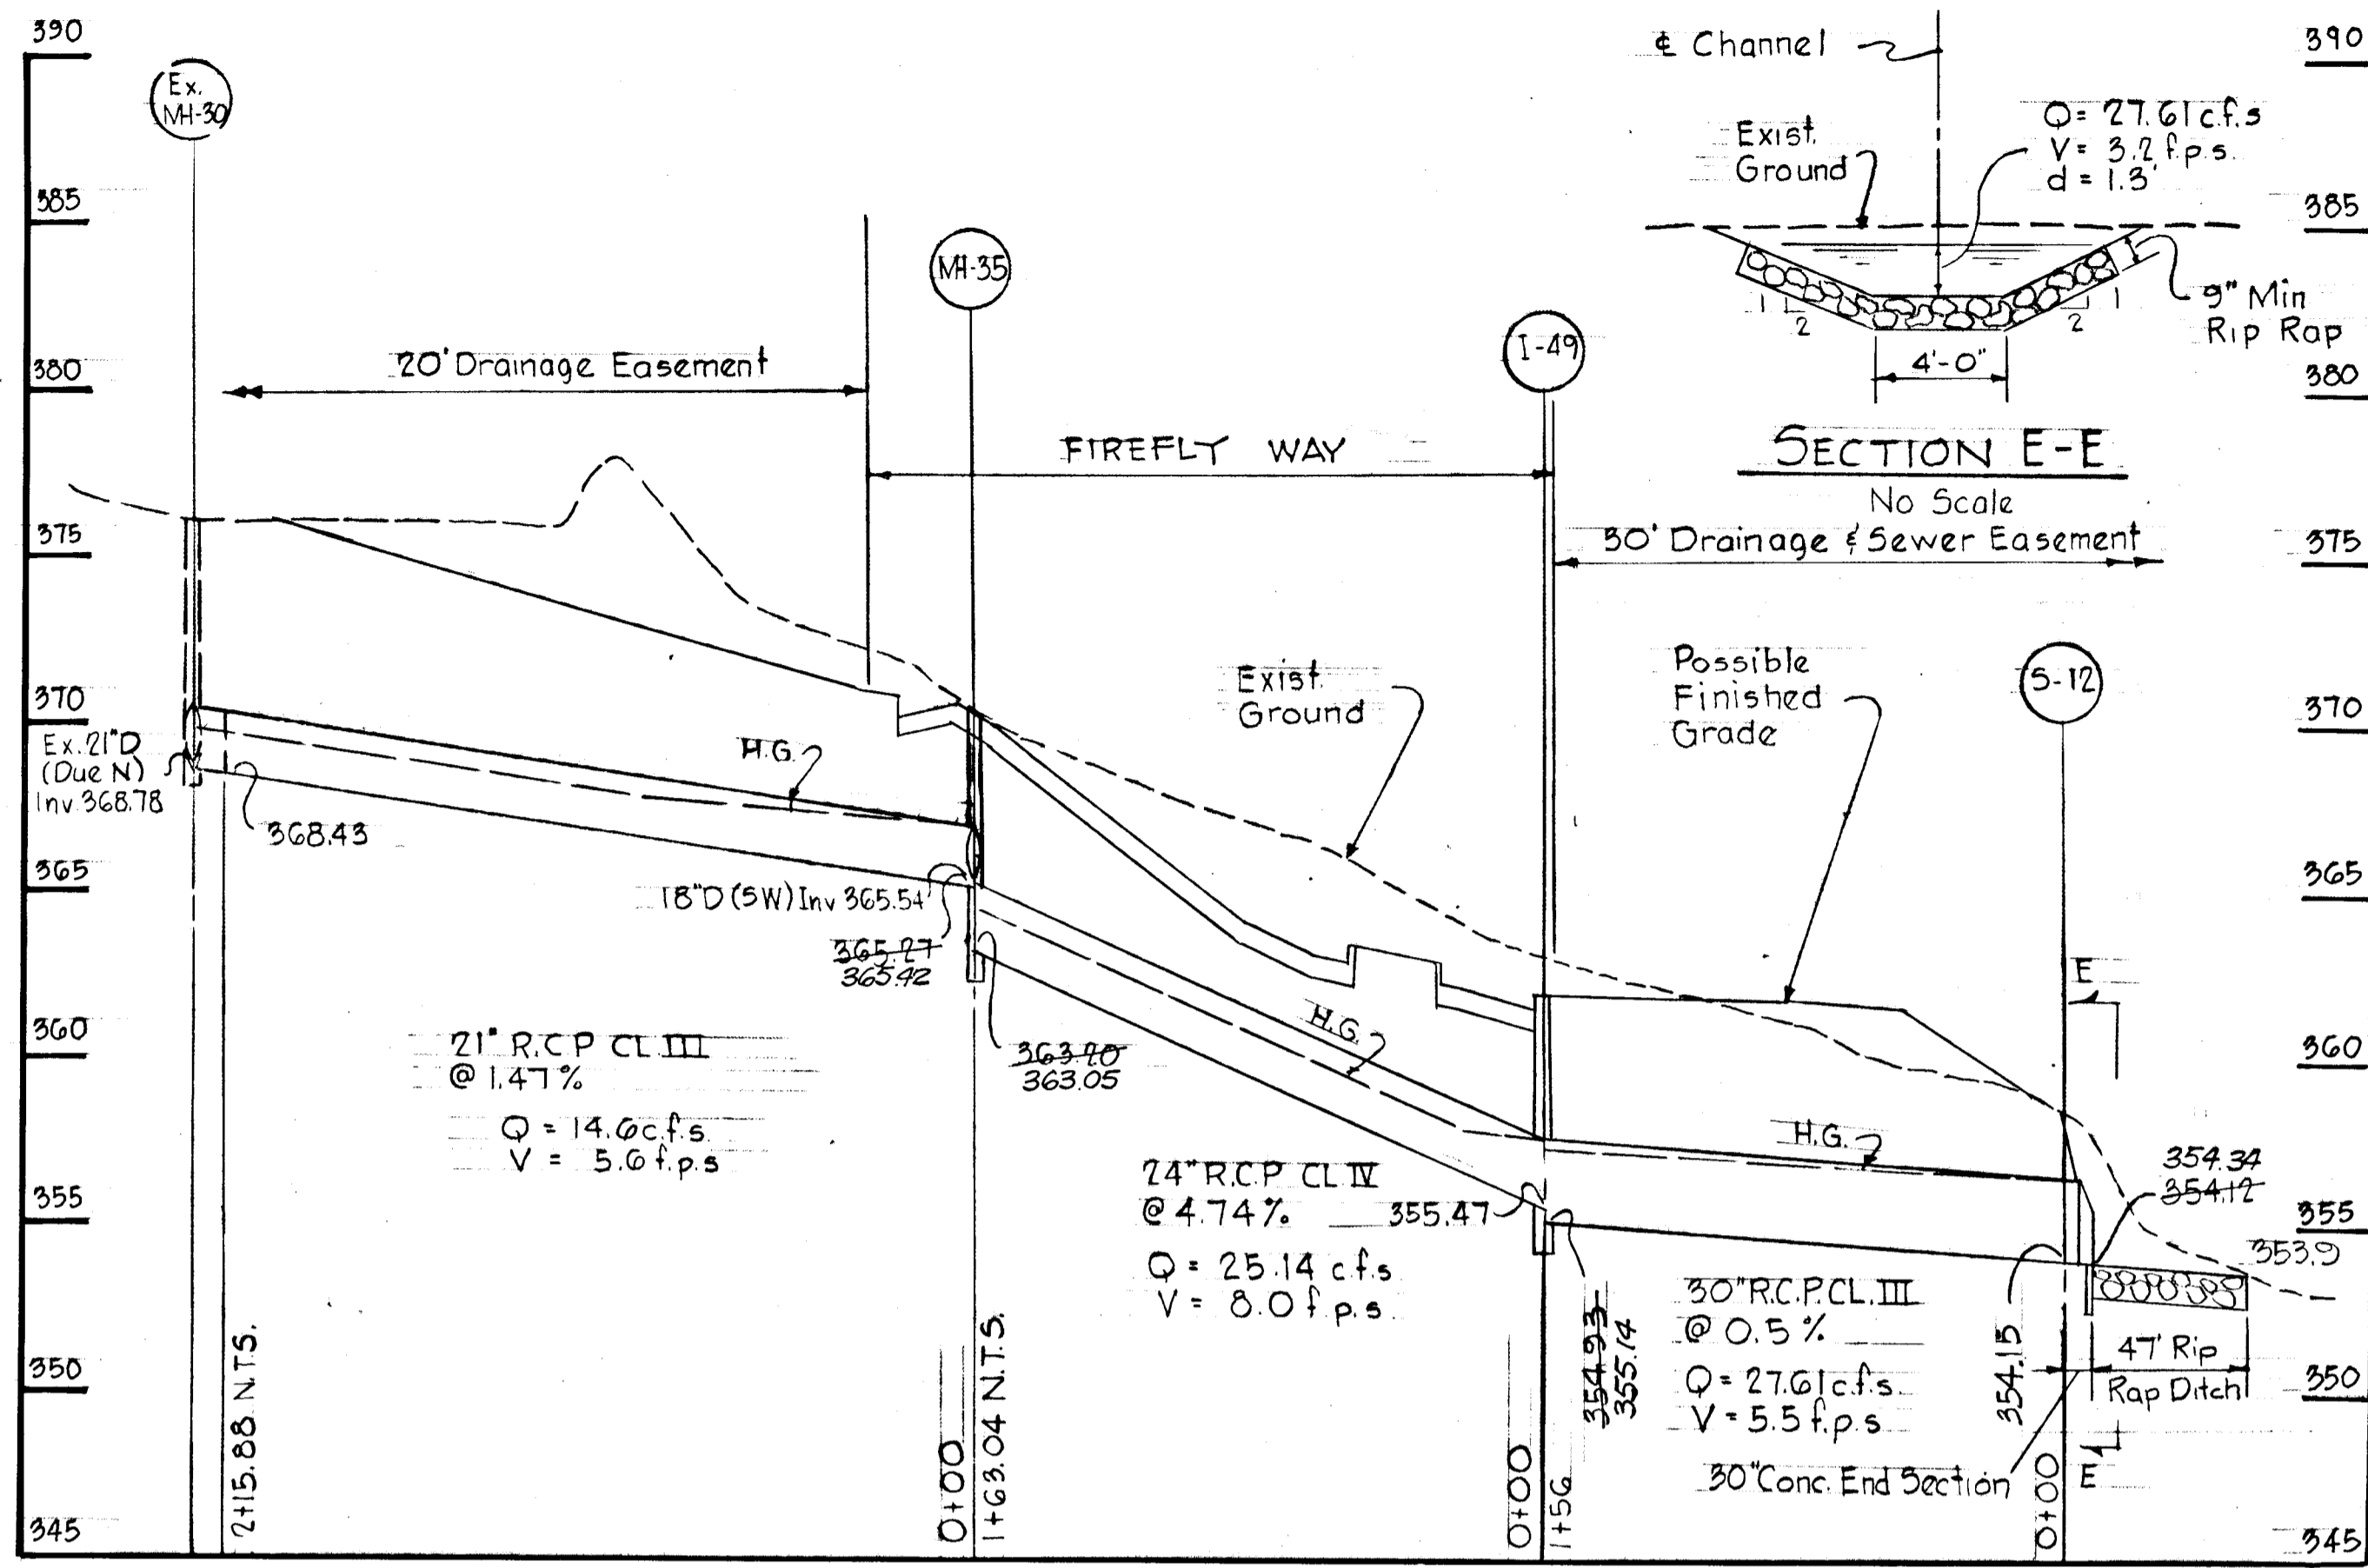 390
385
380
375
370
365
360
355
350
345
Ex.
MH-30
20' Drainage Easement
MH-35
FIREFLY WAY
I-49
¢ Channel
Exist.
Ground
Q = 27.61 c.f.s
V = 3.2 f.p.s.
d = 1.3'
1
2
2
1
9" Min
Rip Rap
4'-0"
SECTION E-E
No Scale
30' Drainage & Sewer Easement
390
385
380
375
370
365
360
355
350
345
Ex. 21"D
(Due N)
Inv. 368.78
368.43
H.G.
18"D (SW) Inv 365.54
365.27
365.42
363.20
363.05
21" R.C.P CL. III
@ 1.47%
Q = 14.6 c.f.s.
V = 5.6 f.p.s
2+15.88 N.T.S.
0+00
1+63.04 N.T.S.
Exist.
Ground
H.G.
24" R.C.P CL IV
@ 4.74%
355.47
Q = 25.14 c.f.s
V = 8.0 f.p.s.
0+00
1+56
354.93
355.14
Possible
Finished
Grade
S-12
H.G.
E
354.34
354.12
353.9
30" R.C.P. CL. III
@ 0.5%
Q = 27.61 c.f.s.
V = 5.5 f.p.s.
354.15
47' Rip
Rap Ditch
30" Conc. End Section
0+00
E